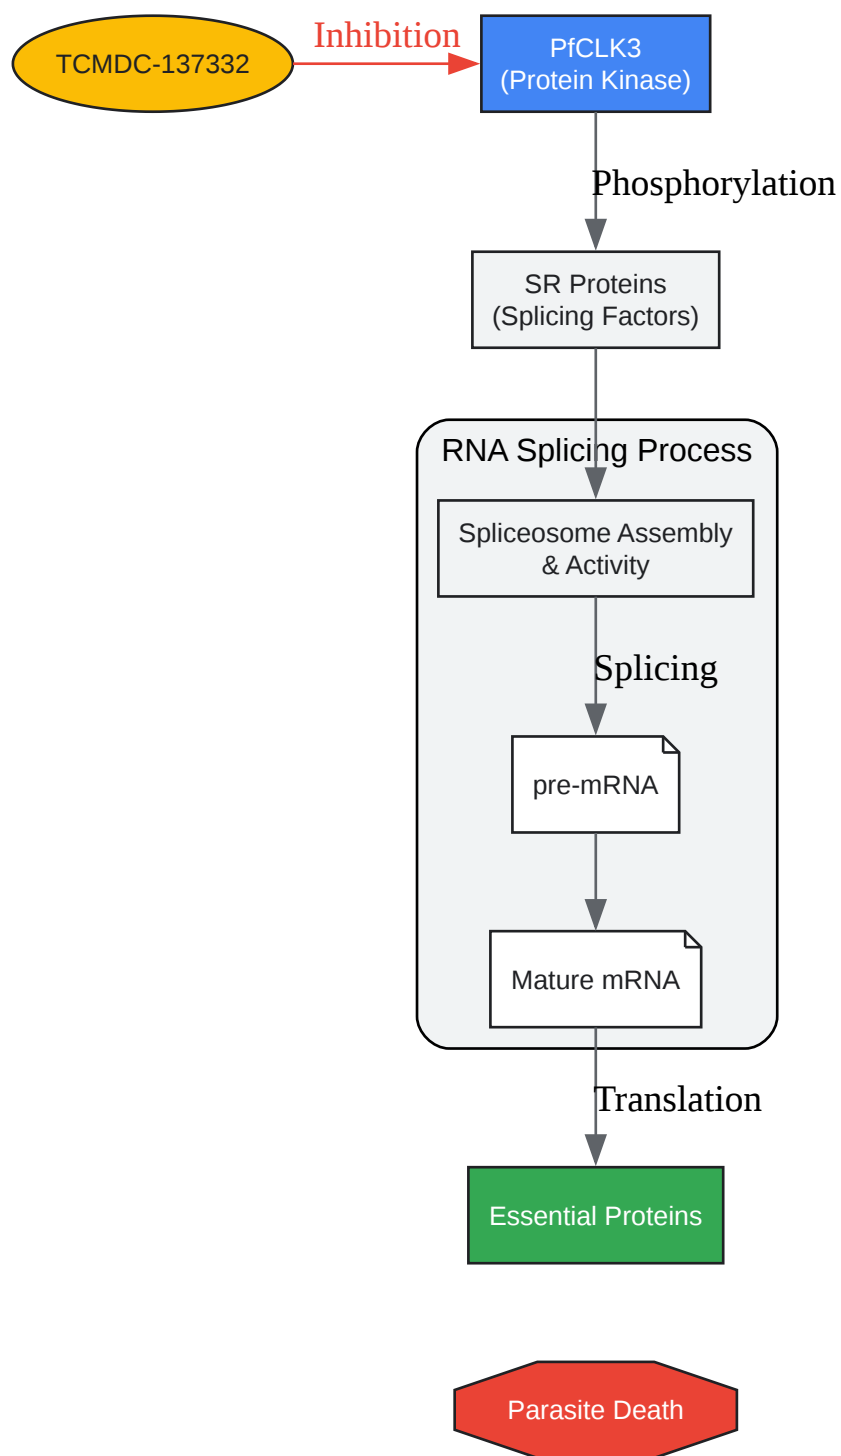 TCMDC-137332
Inhibition
PfCLK3
(Protein Kinase)
Phosphorylation
SR Proteins
(Splicing Factors)
RNA Splicing Process
Spliceosome Assembly
& Activity
Splicing
pre-mRNA
Mature mRNA
Translation
Essential Proteins
Parasite Death